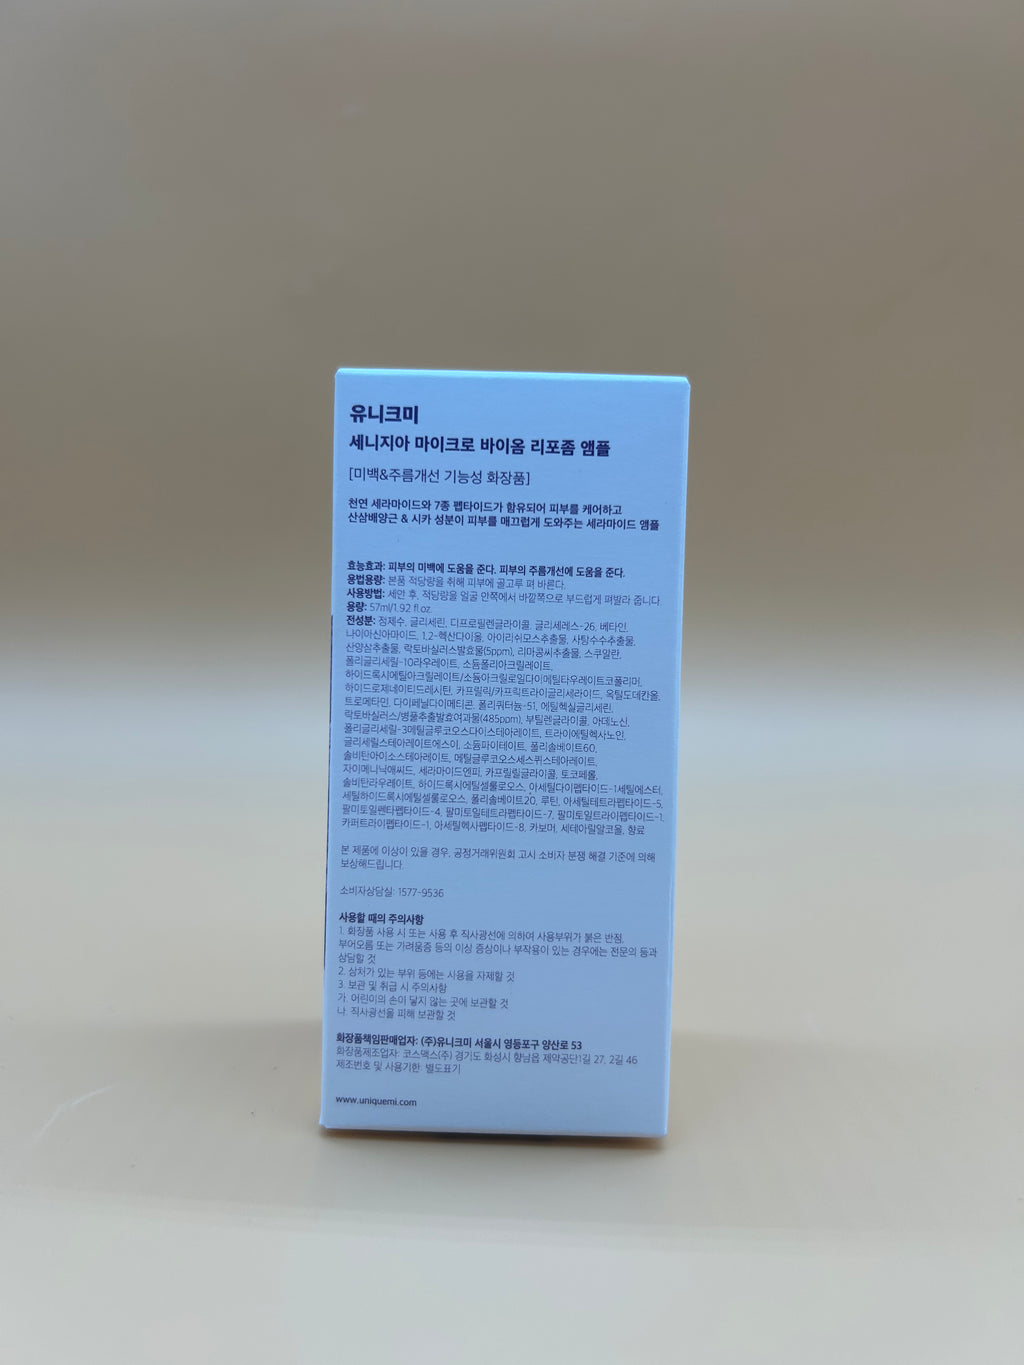 유니크미
세니지아 마이크로 바이옴 리포좀 앰플
[미백&주름개선 기능성 화장품]
천연 세라마이드와 7종 펩타이드가 함유되어 피부를 케어하고
산삼배양근 & 시카 성분이 피부를 매끄럽게 도와주는 세라마이드 앰플
효능효과: 피부의 미백에 도움을 준다. 피부의 주름개선에 도움을 준다.
용법용량: 본품 적당량을 취해 피부에 골고루 펴 바른다.
사용방법: 세안 후, 적당량을 얼굴 안쪽에서 바깥쪽으로 부드럽게 펴발라 줍니다.
용량: 57ml/1.92 fl.oz.
전성분: 정제수, 글리세린, 디프로필렌글라이콜, 글리세레스-26, 베타인,
나이아신아마이드, 1,2-헥산다이올, 아이리쉬모스추출물, 사탕수수추출물,
산양삼추출물, 락토바실러스발효물(5ppm), 리마콩씨추출물, 스쿠알란,
폴리글리세릴-10라우레이트, 소듐폴리아크릴레이트,
하이드록시에틸아크릴레이트/소듐아크릴로일다이메틸타우레이트코폴리머,
하이드로제네이티드레시틴, 카프릴릭/카프릭트라이글리세라이드, 옥틸도데칸올,
트로메타민, 다이페닐다이메티콘, 폴리쿼터늄-51, 에틸헥실글리세린,
락토바실러스/병풀추출발효여과물(485ppm), 부틸렌글라이콜, 아데노신,
폴리글리세릴-3메틸글루코오스다이스테아레이트, 트라이에틸헥사노인,
글리세릴스테아레이트에스이, 소듐파이테이트, 폴리솔베이트60,
솔비탄아이소스테아레이트, 메틸글루코오스세스퀴스테아레이트,
자이메니닉애씨드, 세라마이드엔피, 카프릴릴글라이콜, 토코페롤,
솔비탄라우레이트, 하이드록시에틸셀룰로오스, 아세틸다이펩타이드-1세틸에스터,
세틸하이드록시에틸셀룰로오스, 폴리솔베이트20, 루틴, 아세틸테트라펩타이드-5,
팔미토일펜타펩타이드-4, 팔미토일테트라펩타이드-7, 팔미토일트라이펩타이드-1,
카퍼트라이펩타이드-1, 아세틸헥사펩타이드-8, 카보머, 세테아릴알코올, 향료
본 제품에 이상이 있을 경우, 공정거래위원회 고시 소비자 분쟁 해결 기준에 의해
보상해드립니다.
소비자상담실: 1577-9536
사용할 때의 주의사항
1. 화장품 사용 시 또는 사용 후 직사광선에 의하여 사용부위가 붉은 반점,
부어오름 또는 가려움증 등의 이상 증상이나 부작용이 있는 경우에는 전문의 등과
상담할 것
2. 상처가 있는 부위 등에는 사용을 자제할 것
3. 보관 및 취급 시 주의사항
가. 어린이의 손이 닿지 않는 곳에 보관할 것
나. 직사광선을 피해 보관할 것
화장품책임판매업자: (주)유니크미 서울시 영등포구 양산로 53
화장품제조업자: 코스맥스(주) 경기도 화성시 향남읍 제약공단1길 27, 2길 46
제조번호 및 사용기한: 별도표기
www.uniquemi.com